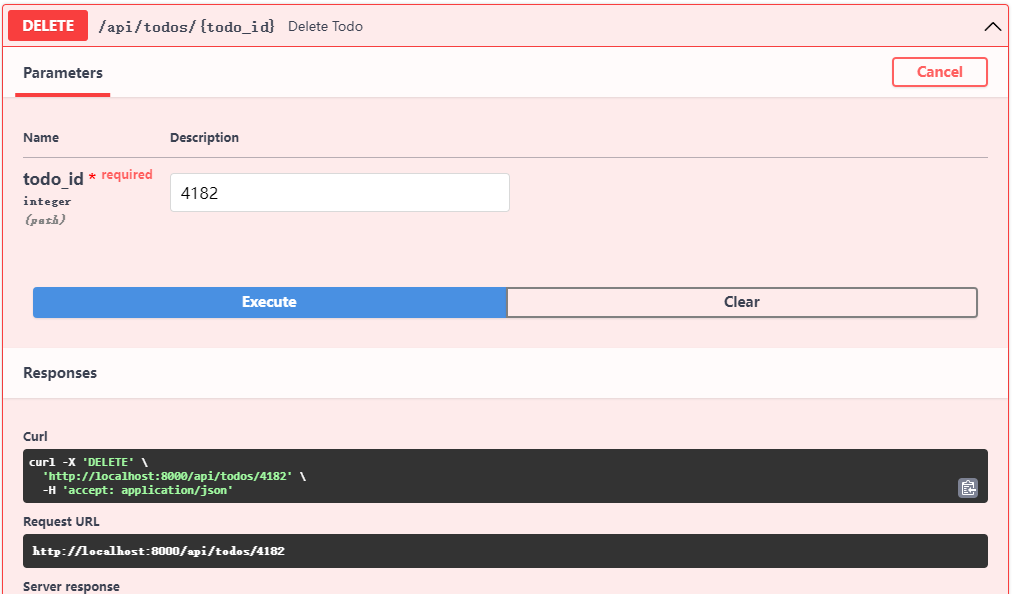 DELETE /api/todos/{todo_id} Delete Todo
Parameters Cancel
Name Description
todo_id * required
integer
(path)
4182
Execute Clear
Responses
Curl
curl -X 'DELETE' \
'http://localhost:8000/api/todos/4182' \
-H 'accept: application/json'
Request URL
http://localhost:8000/api/todos/4182
Server response